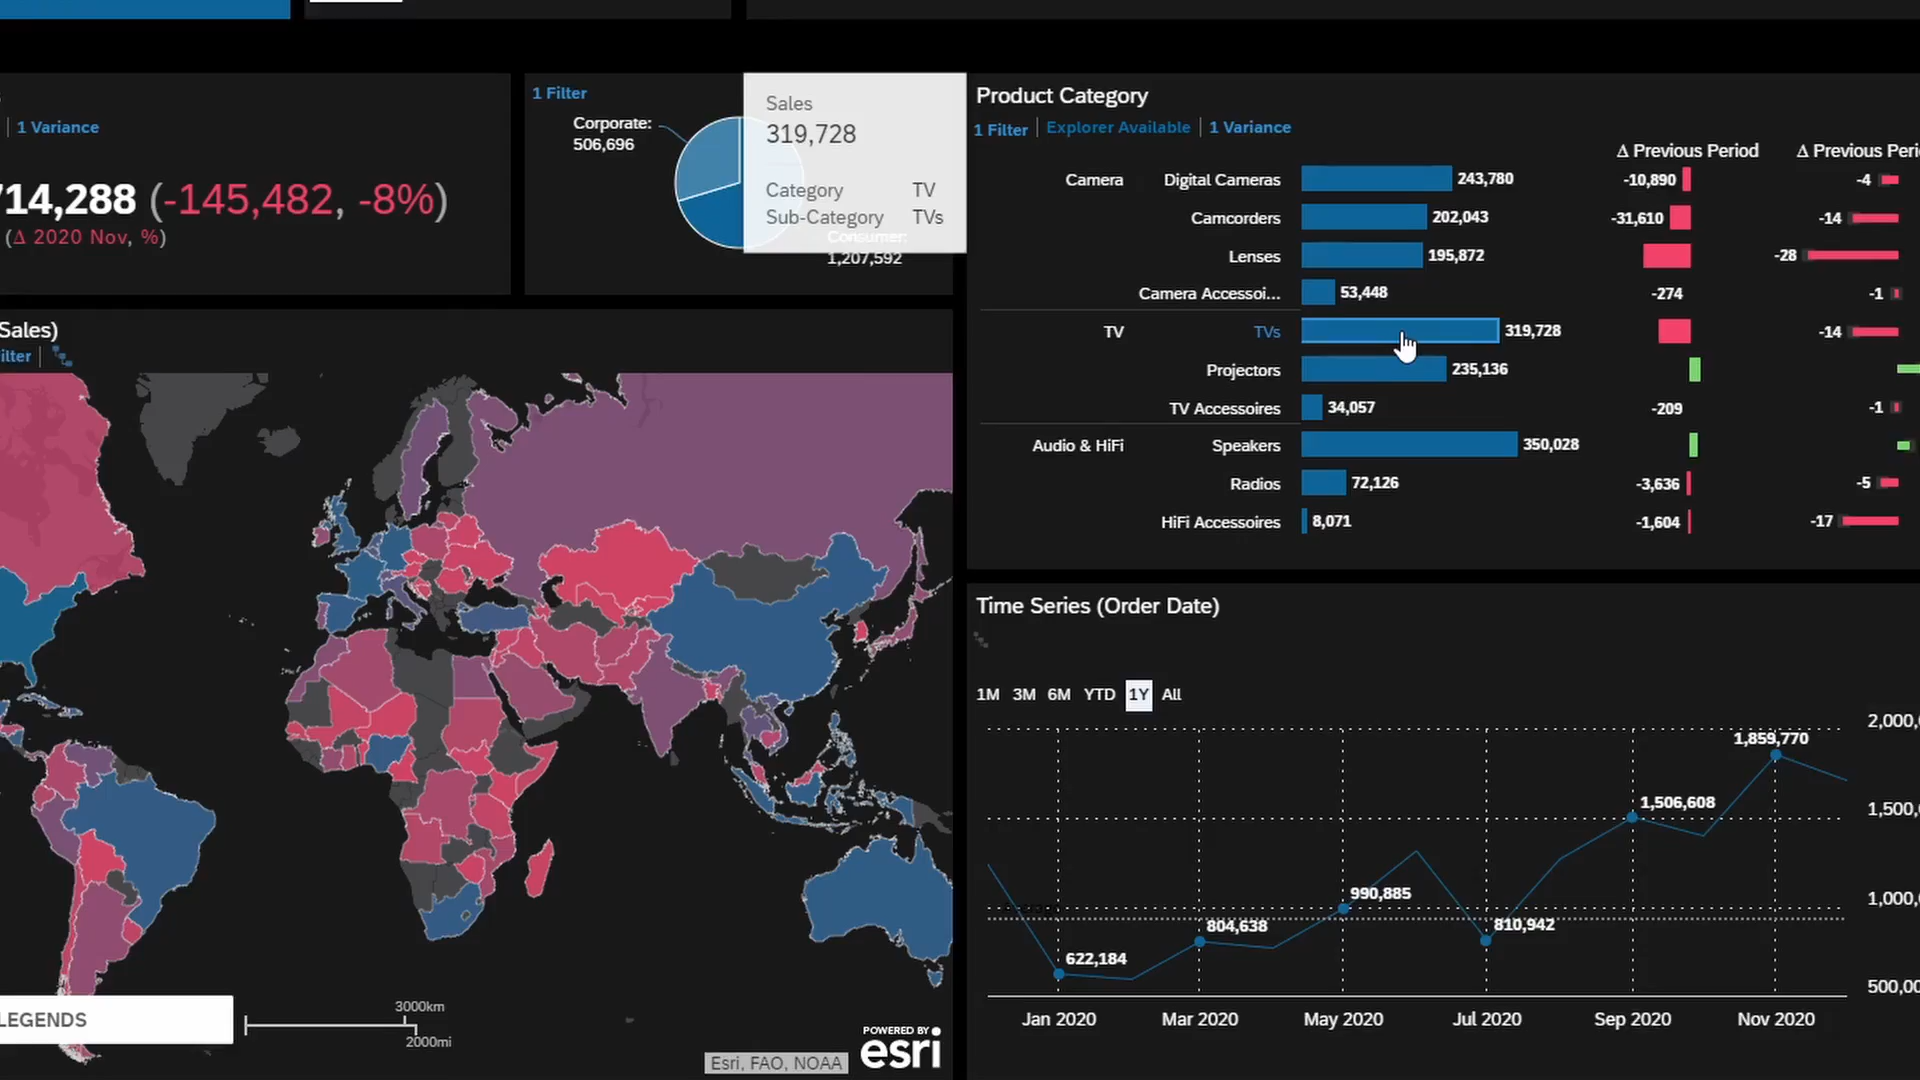 1 Variance
714,288 (-145,482, -8%)
(Δ 2020 Nov, %)
1 Filter
Corporate:
506,696
Consumer:
1,207,592
Sales
319,728
Category TV
Sub-Category TVs
Product Category
1 Filter Explorer Available 1 Variance
Δ Previous Period Δ Previous
Camera Digital Cameras 243,780 -10,890 -4
Camcorders 202,043 -31,610 -14
Lenses 195,872 -28
Camera Accessoi... 53,448 -274 -1
TV TVs 319,728 -14
Projectors 235,136
TV Accessoires 34,057 -209 -1
Audio & HiFi Speakers 350,028
Radios 72,126 -3,636 -5
HiFi Accessoires 8,071 -1,604 -17
Sales)
LEGENDS
3000km
2000mi
Esri, FAO, NOAA
POWERED BY
esri
Time Series (Order Date)
1M 3M 6M YTD 1Y All
2,000,0
1,859,770
1,506,608
1,500,0
990,885
1,000,0
804,638
810,942
622,184
500,00
Jan 2020 Mar 2020 May 2020 Jul 2020 Sep 2020 Nov 2020